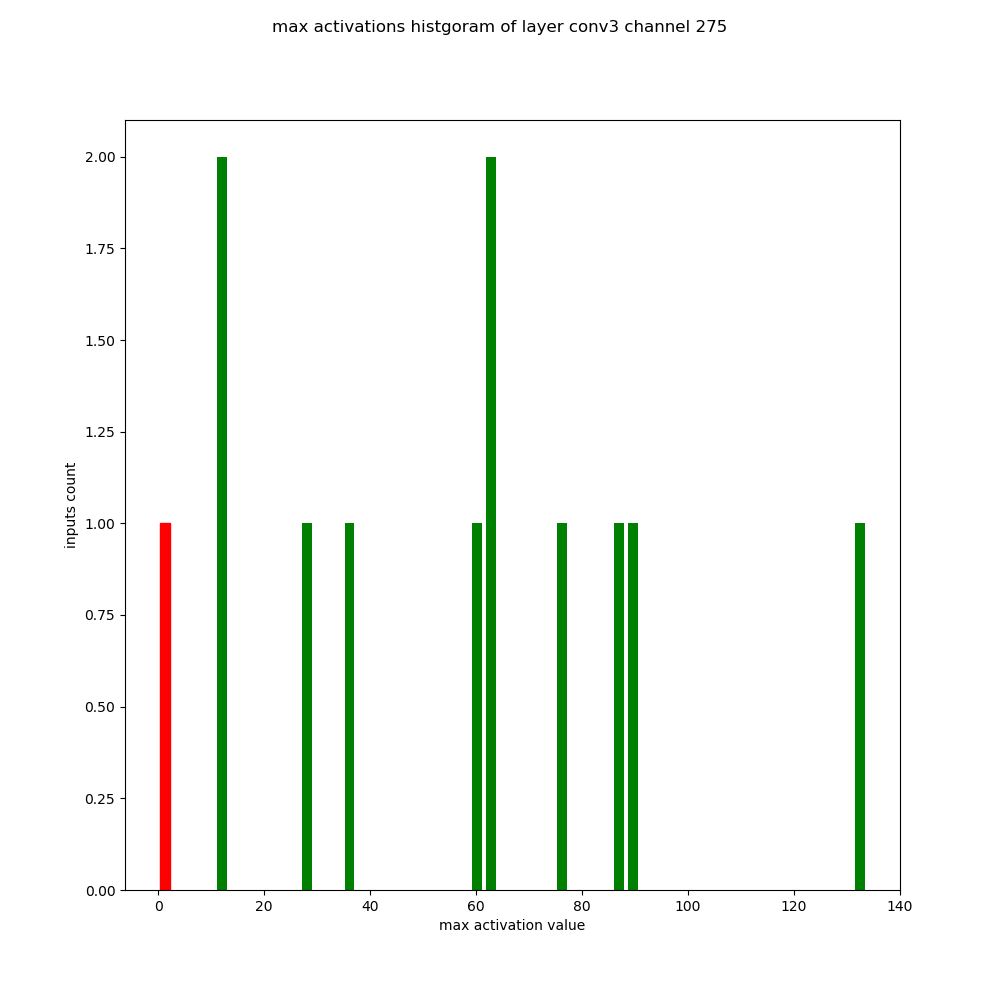 max activations histgoram of layer conv3 channel 275
2.00
1.75
1.50
1.25
1.00
0.75
0.50
0.25
0.00
inputs count
0 20 40 60 80 100 120 140
max activation value